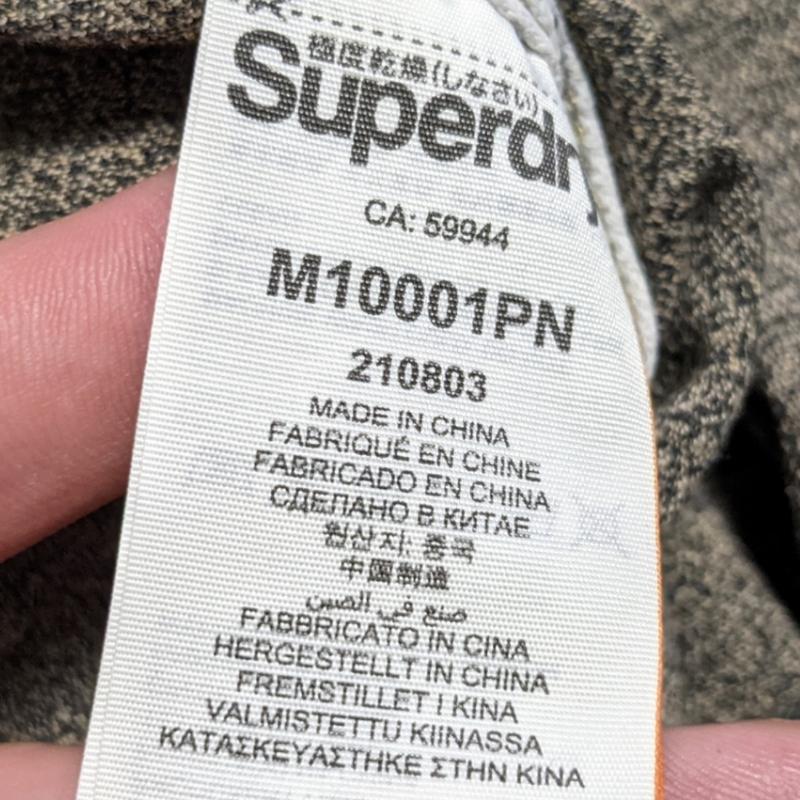 極度乾燥(しなさい)
Superdry
CA: 59944
M10001PN
210803
MADE IN CHINA
FABRIQUÉ EN CHINE
FABRICADO EN CHINA
СДЕЛАНО В КИТАЕ
원산지: 중국
中国制造
صنع في الصين
FABBRICATO IN CINA
HERGESTELLT IN CHINA
FREMSTILLET I KINA
VALMISTETTU KIINASSA
ΚΑΤΑΣΚΕΥΑΣΤΗΚΕ ΣΤΗΝ ΚΙΝΑ